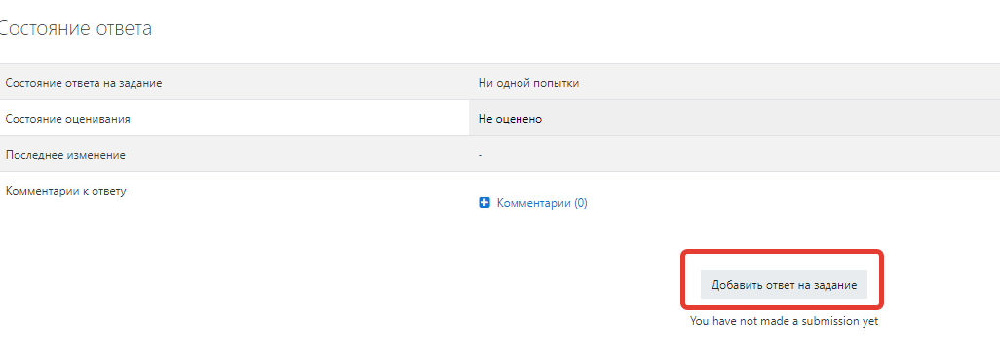 Состояние ответа
Состояние ответа на задание Ни одной попытки
Состояние оценивания Не оценено
Последнее изменение -
Комментарии к ответу
Комментарии (0)
Добавить ответ на задание
You have not made a submission yet